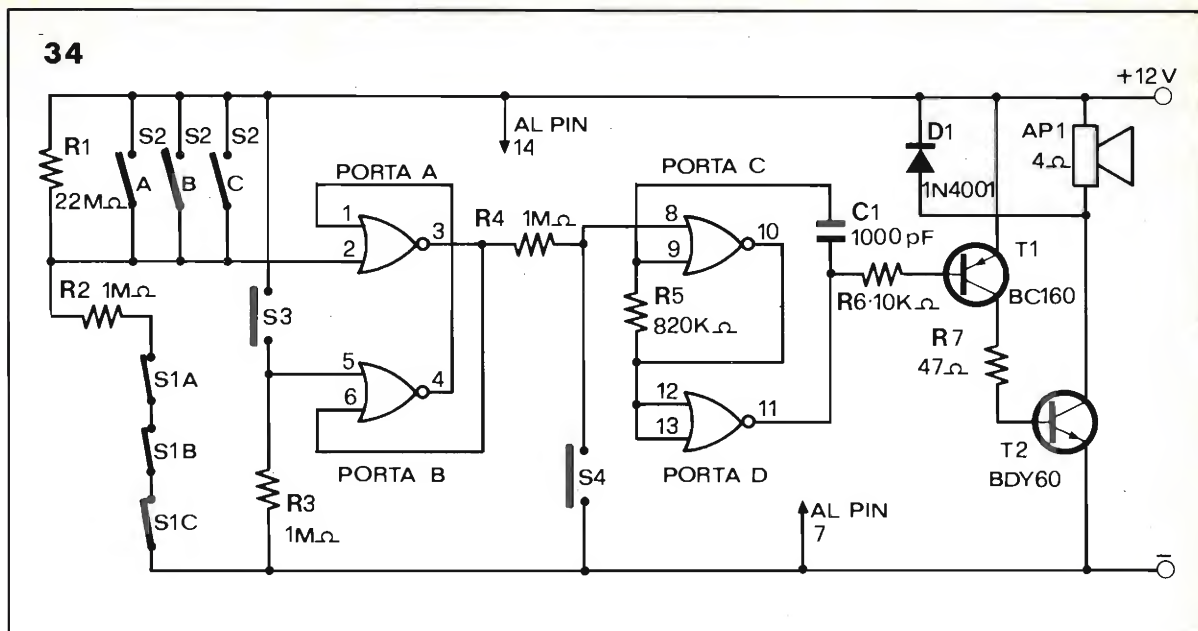 34
+12V
AL PIN
14
R1
22MΩ
S2
S2
S2
A
B
C
D1
1N4001
AP1
4Ω
PORTA A
1
2
3
R4
1MΩ
PORTA C
8
9
10
C1
1000 pF
R2 1MΩ
S3
R5
820KΩ
R6·10KΩ
T1
BC160
S1A
S1B
S1C
5
6
4
PORTA B
R3
1MΩ
S4
12
13
11
PORTA D
R7
47Ω
T2
BDY60
AL PIN
7
–